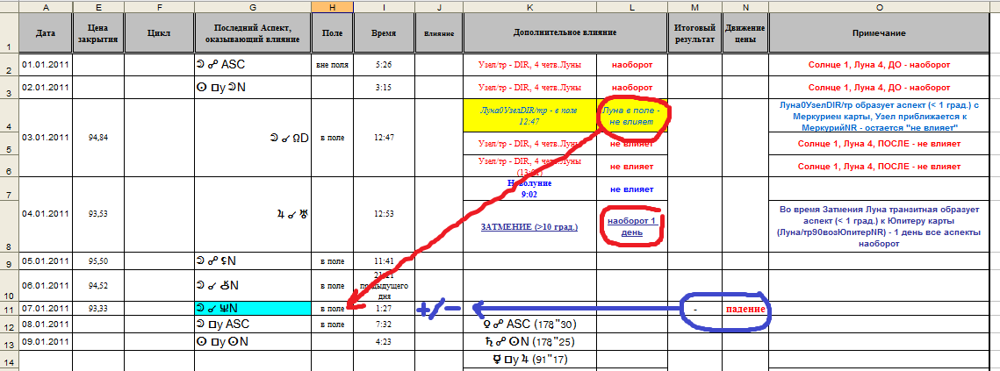 A E F G H I J K L M N O
1 Дата Цена закрытия Цикл Последний Аспект, оказывающий влияние Поле Время Влияние Дополнительное влияние Итоговый результат Движение цены Примечание
2 01.01.2011 ☽ ☍ ASC вне поля 5:26 Узел/тр - DIR, 4 четв.Луны наоборот Солнце 1, Луна 4, ДО - наоборот
3 02.01.2011 ☉ □у ☽N 3:15 Узел/тр - DIR, 4 четв.Луны наоборот Солнце 1, Луна 4, ДО - наоборот
4 Луна0УзелDIR/тр - в поле
12:47
Луна в поле -
не влияет
Луна0УзелDIR/тр образует аспект (< 1 град.) с
Меркурием карты, Узел приближается к
МеркурийNR - остается "не влияет"
5 03.01.2011 94,84 ☽ ☌ ☊D в поле 12:47 Узел/тр - DIR, 4 четв.Луны не влияет Солнце 1, Луна 4, ПОСЛЕ - не влияет
6 Узел/тр - DIR, 4 четв.Луны не влияет Солнце 1, Луна 4, ПОСЛЕ - не влияет
7 Новолуние
9:02
не влияет
8 04.01.2011 93,53 ♃ ☌ ♅ 12:53 ЗАТМЕНИЕ (>10 град.)
наоборот 1
день
Во время Затмения Луна транзитная образует
аспект (< 1 град.) к Юпитеру карты
(Луна/тр90возЮпитерNR) - 1 день все аспекты
наоборот
9 05.01.2011 95,50 ☽ ☍ ⚸N в поле 11:41
10 06.01.2011 94,52 ☽ ☌ N в поле
предыдущего
дня
11 07.01.2011 93,33 ☽ ☌ ♆N в поле 1:27 +/- - падение
12 08.01.2011 ☽ □у ASC в поле 7:32 ♀ ☍ ASC (178°30)
13 09.01.2011 ☉ □у ☉N 4:23 ♄ ☍ ☉N (178°25)
14 ☿ □у ♃ (91°17)